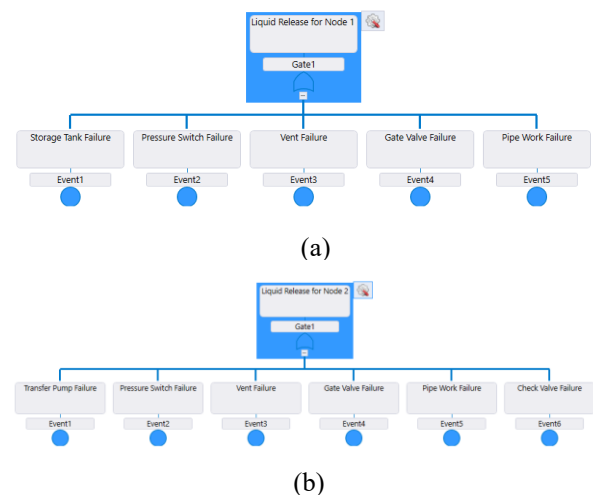 Liquid Release for Node 1
Gate1
Storage Tank Failure
Pressure Switch Failure
Vent Failure
Gate Valve Failure
Pipe Work Failure
Event1
Event2
Event3
Event4
Event5
(a)
Liquid Release for Node 2
Gate1
Transfer Pump Failure
Pressure Switch Failure
Vent Failure
Gate Valve Failure
Pipe Work Failure
Check Valve Failure
Event1
Event2
Event3
Event4
Event5
Event6
(b)